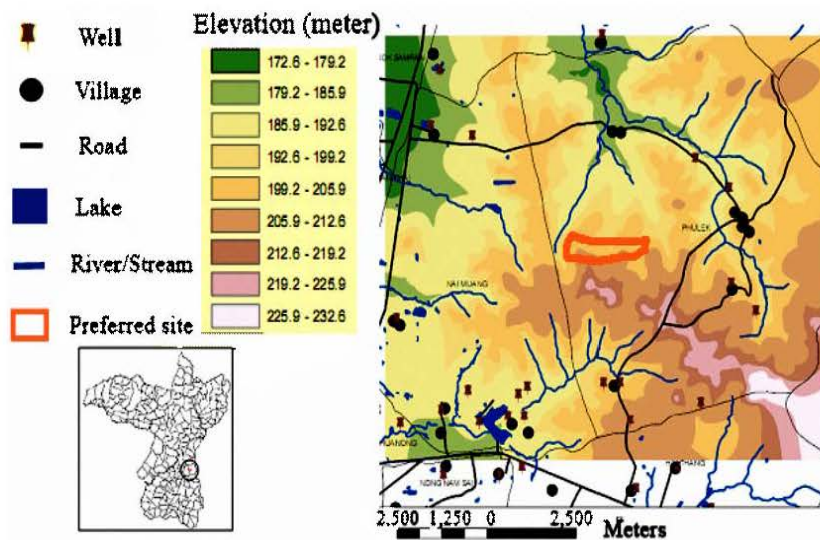 Well
Village
Road
Lake
River/Stream
Preferred site
Elevation (meter)
172.6 - 179.2
179.2 - 185.9
185.9 - 192.6
192.6 - 199.2
199.2 - 205.9
205.9 - 212.6
212.6 - 219.2
219.2 - 225.9
225.9 - 232.6
PHULEK
NAI MUANG
NONG NAM SAI
2,500 1,250 0 2,500 Meters